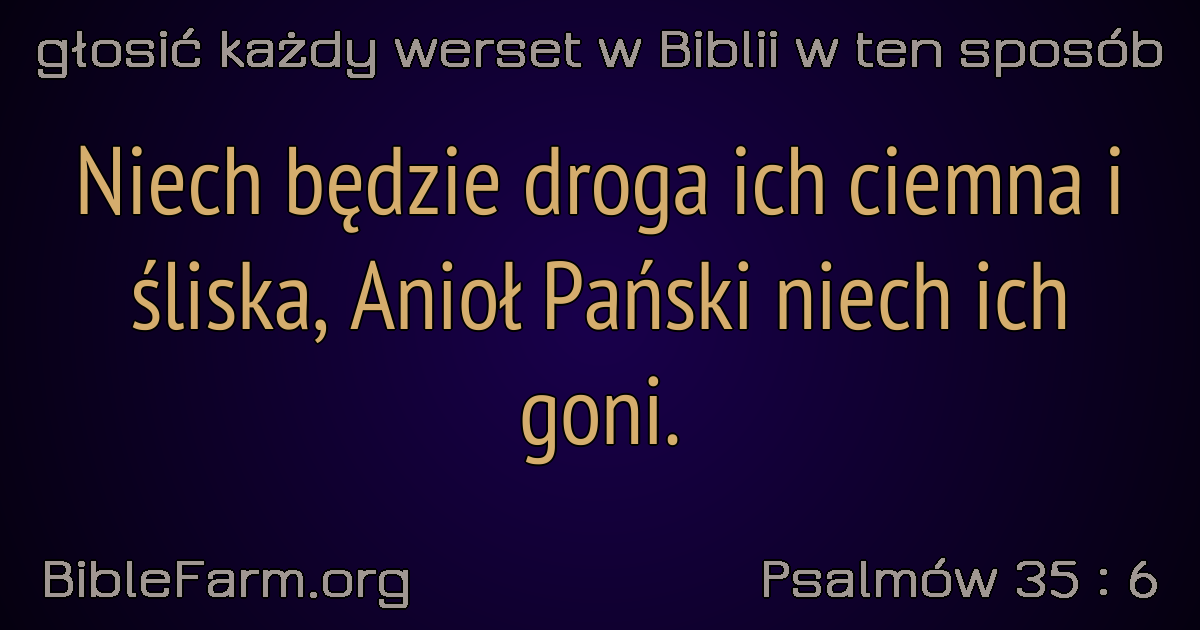 głosić każdy werset w Biblii w ten sposób
Niech będzie droga ich ciemna i
śliska, Anioł Pański niech ich
goni.
BibleFarm.org
Psalmów 35 : 6